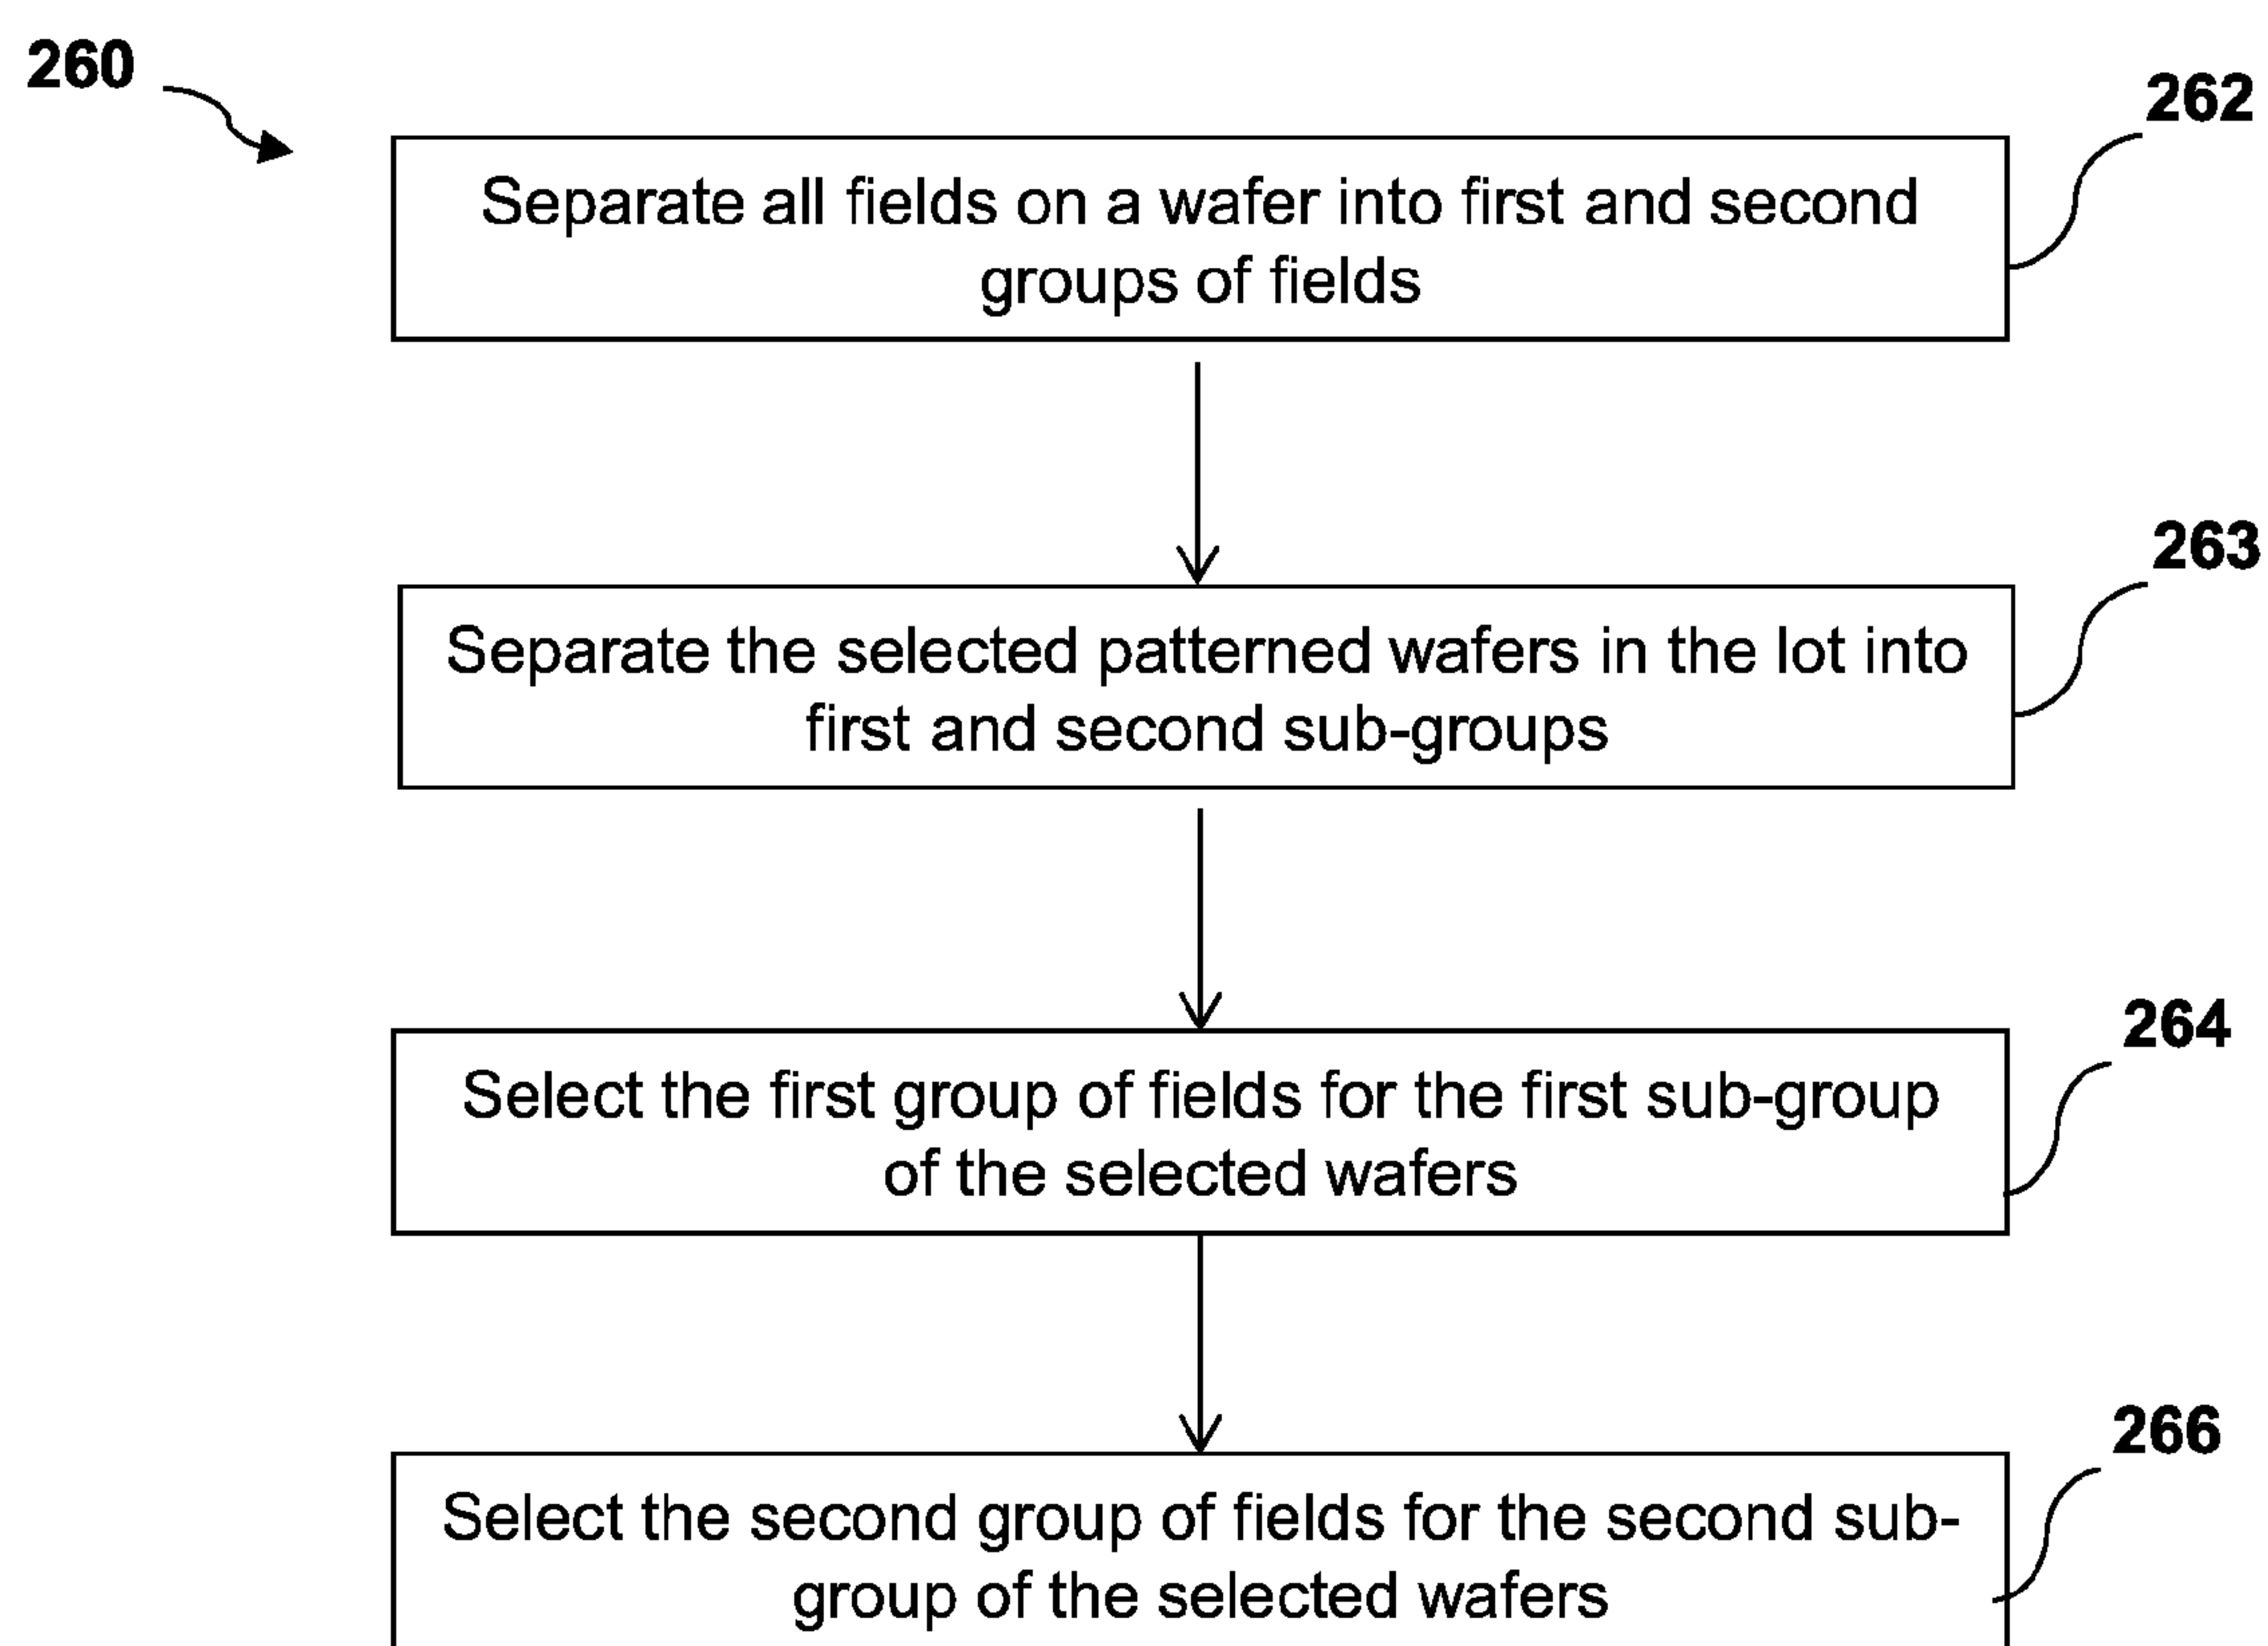 260
262
Separate all fields on a wafer into first and second
groups of fields
263
Separate the selected patterned wafers in the lot into
first and second sub-groups
264
Select the first group of fields for the first sub-group
of the selected wafers
266
Select the second group of fields for the second sub-
group of the selected wafers